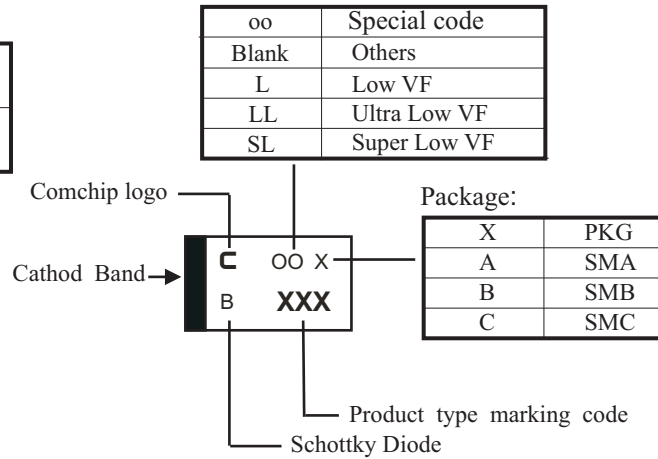 oo Special code
Blank Others
L Low VF
LL Ultra Low VF
SL Super Low VF
Comchip logo
Package:
X PKG
A SMA
B SMB
C SMC
Cathod Band
C OO X
B XXX
Product type marking code
Schottky Diode